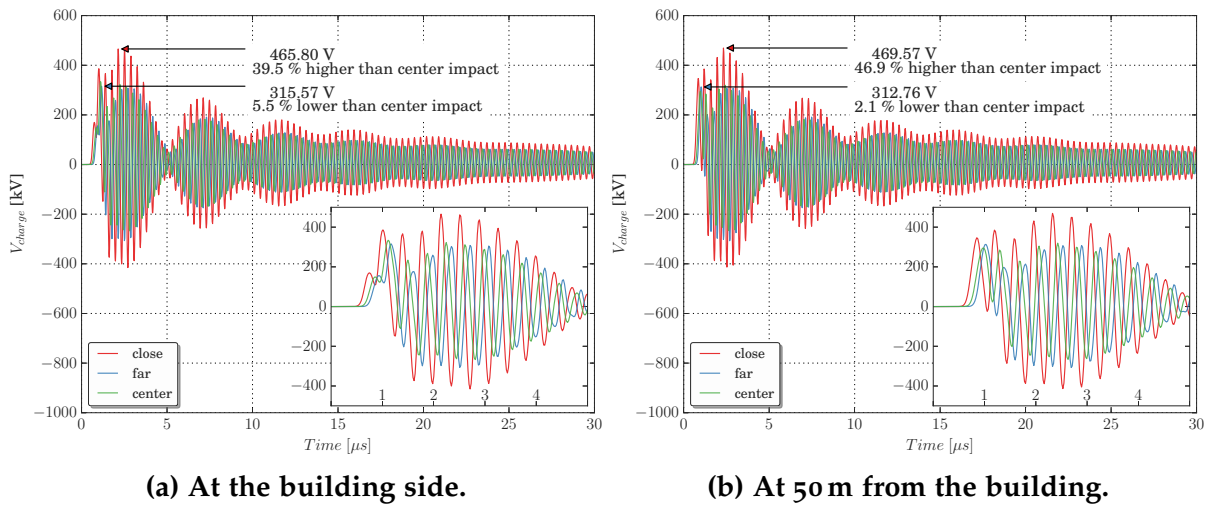 600
400
200
0
−200
−400
−600
−800
−1000
V_charge [kV]
465.80 V
39.5 % higher than center impact
315.57 V
5.5 % lower than center impact
400
200
0
−200
−400
1 2 3 4
close
far
center
0 5 10 15 20 25 30
Time [μs]
(a) At the building side.
600
400
200
0
−200
−400
−600
−800
−1000
V_charge [kV]
469.57 V
46.9 % higher than center impact
312.76 V
2.1 % lower than center impact
400
200
0
−200
−400
1 2 3 4
close
far
center
0 5 10 15 20 25 30
Time [μs]
(b) At 50 m from the building.